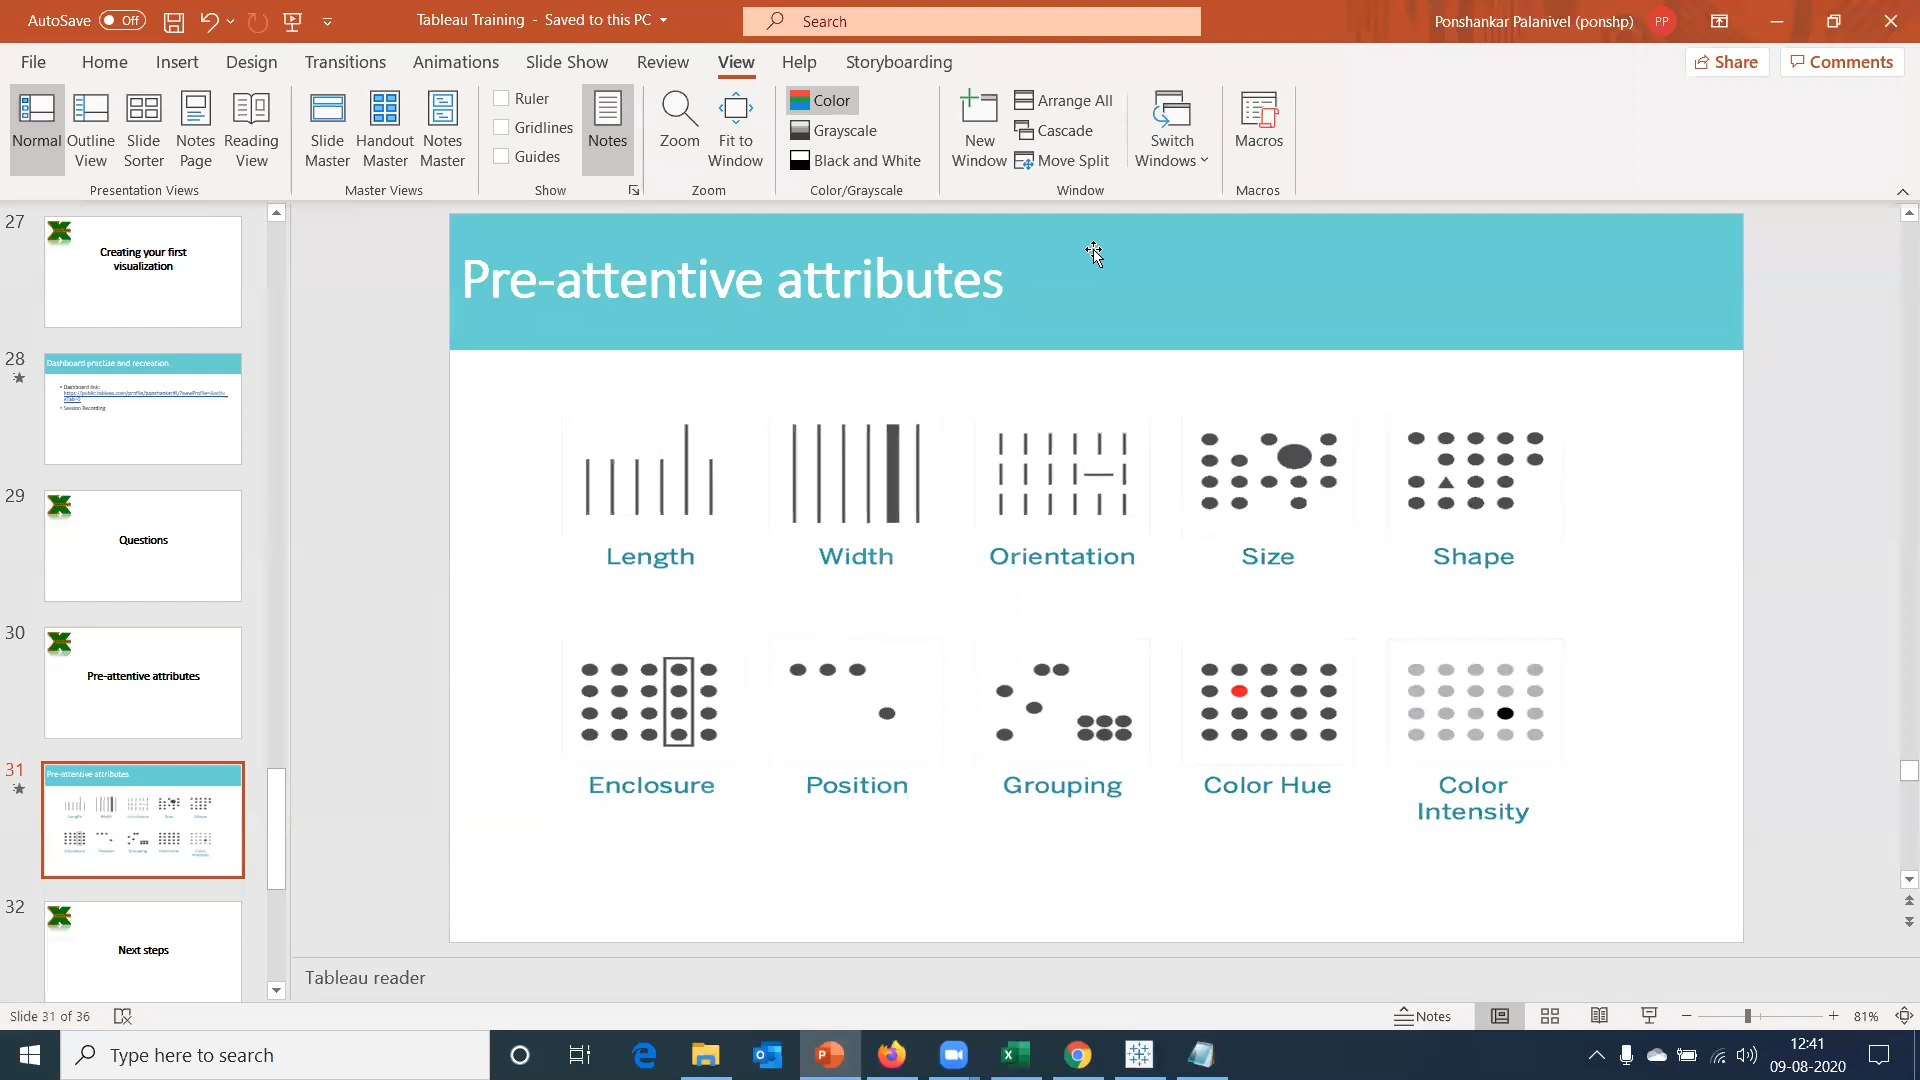 AutoSave Off
Tableau Training - Saved to this PC
Search
Ponshankar Palanivel (ponshp) PP
File Home Insert Design Transitions Animations Slide Show Review View Help Storyboarding
Share Comments
Normal Outline View Slide Sorter Notes Page Reading View
Presentation Views
Slide Master Handout Master Notes Master
Master Views
Ruler
Gridlines
Guides
Notes
Show
Zoom Fit to Window
Zoom
Color
Grayscale
Black and White
Color/Grayscale
New Window
Arrange All
Cascade
Move Split
Switch Windows
Window
Macros
Macros
27
Creating your first
visualization
28
Dashboard practise and recreation
Dashboard link:
Session Recording
29
Questions
30
Pre-attentive attributes
31
Pre-attentive attributes
32
Next steps
Pre-attentive attributes
Length Width Orientation Size Shape
Enclosure Position Grouping Color Hue Color
Intensity
Tableau reader
Slide 31 of 36
Notes
81%
Type here to search
12:41
09-08-2020